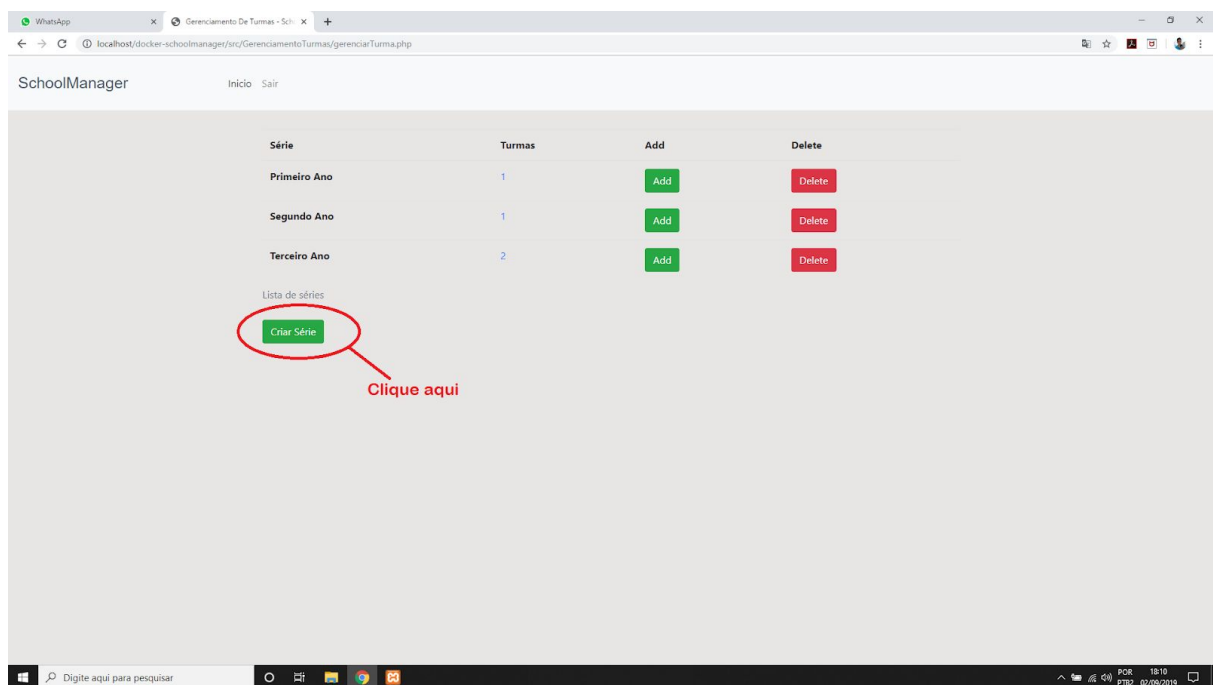 WhatsApp
Gerenciamento De Turmas - Sch
localhost/docker-schoolmanager/src/GerenciamentoTurmas/gerenciarTurma.php
SchoolManager Inicio Sair
Série Turmas Add Delete
Primeiro Ano 1 Add Delete
Segundo Ano 1 Add Delete
Terceiro Ano 2 Add Delete
Lista de séries
Criar Série
Clique aqui
Digite aqui para pesquisar
POR 18:10
PTB2 02/09/2019